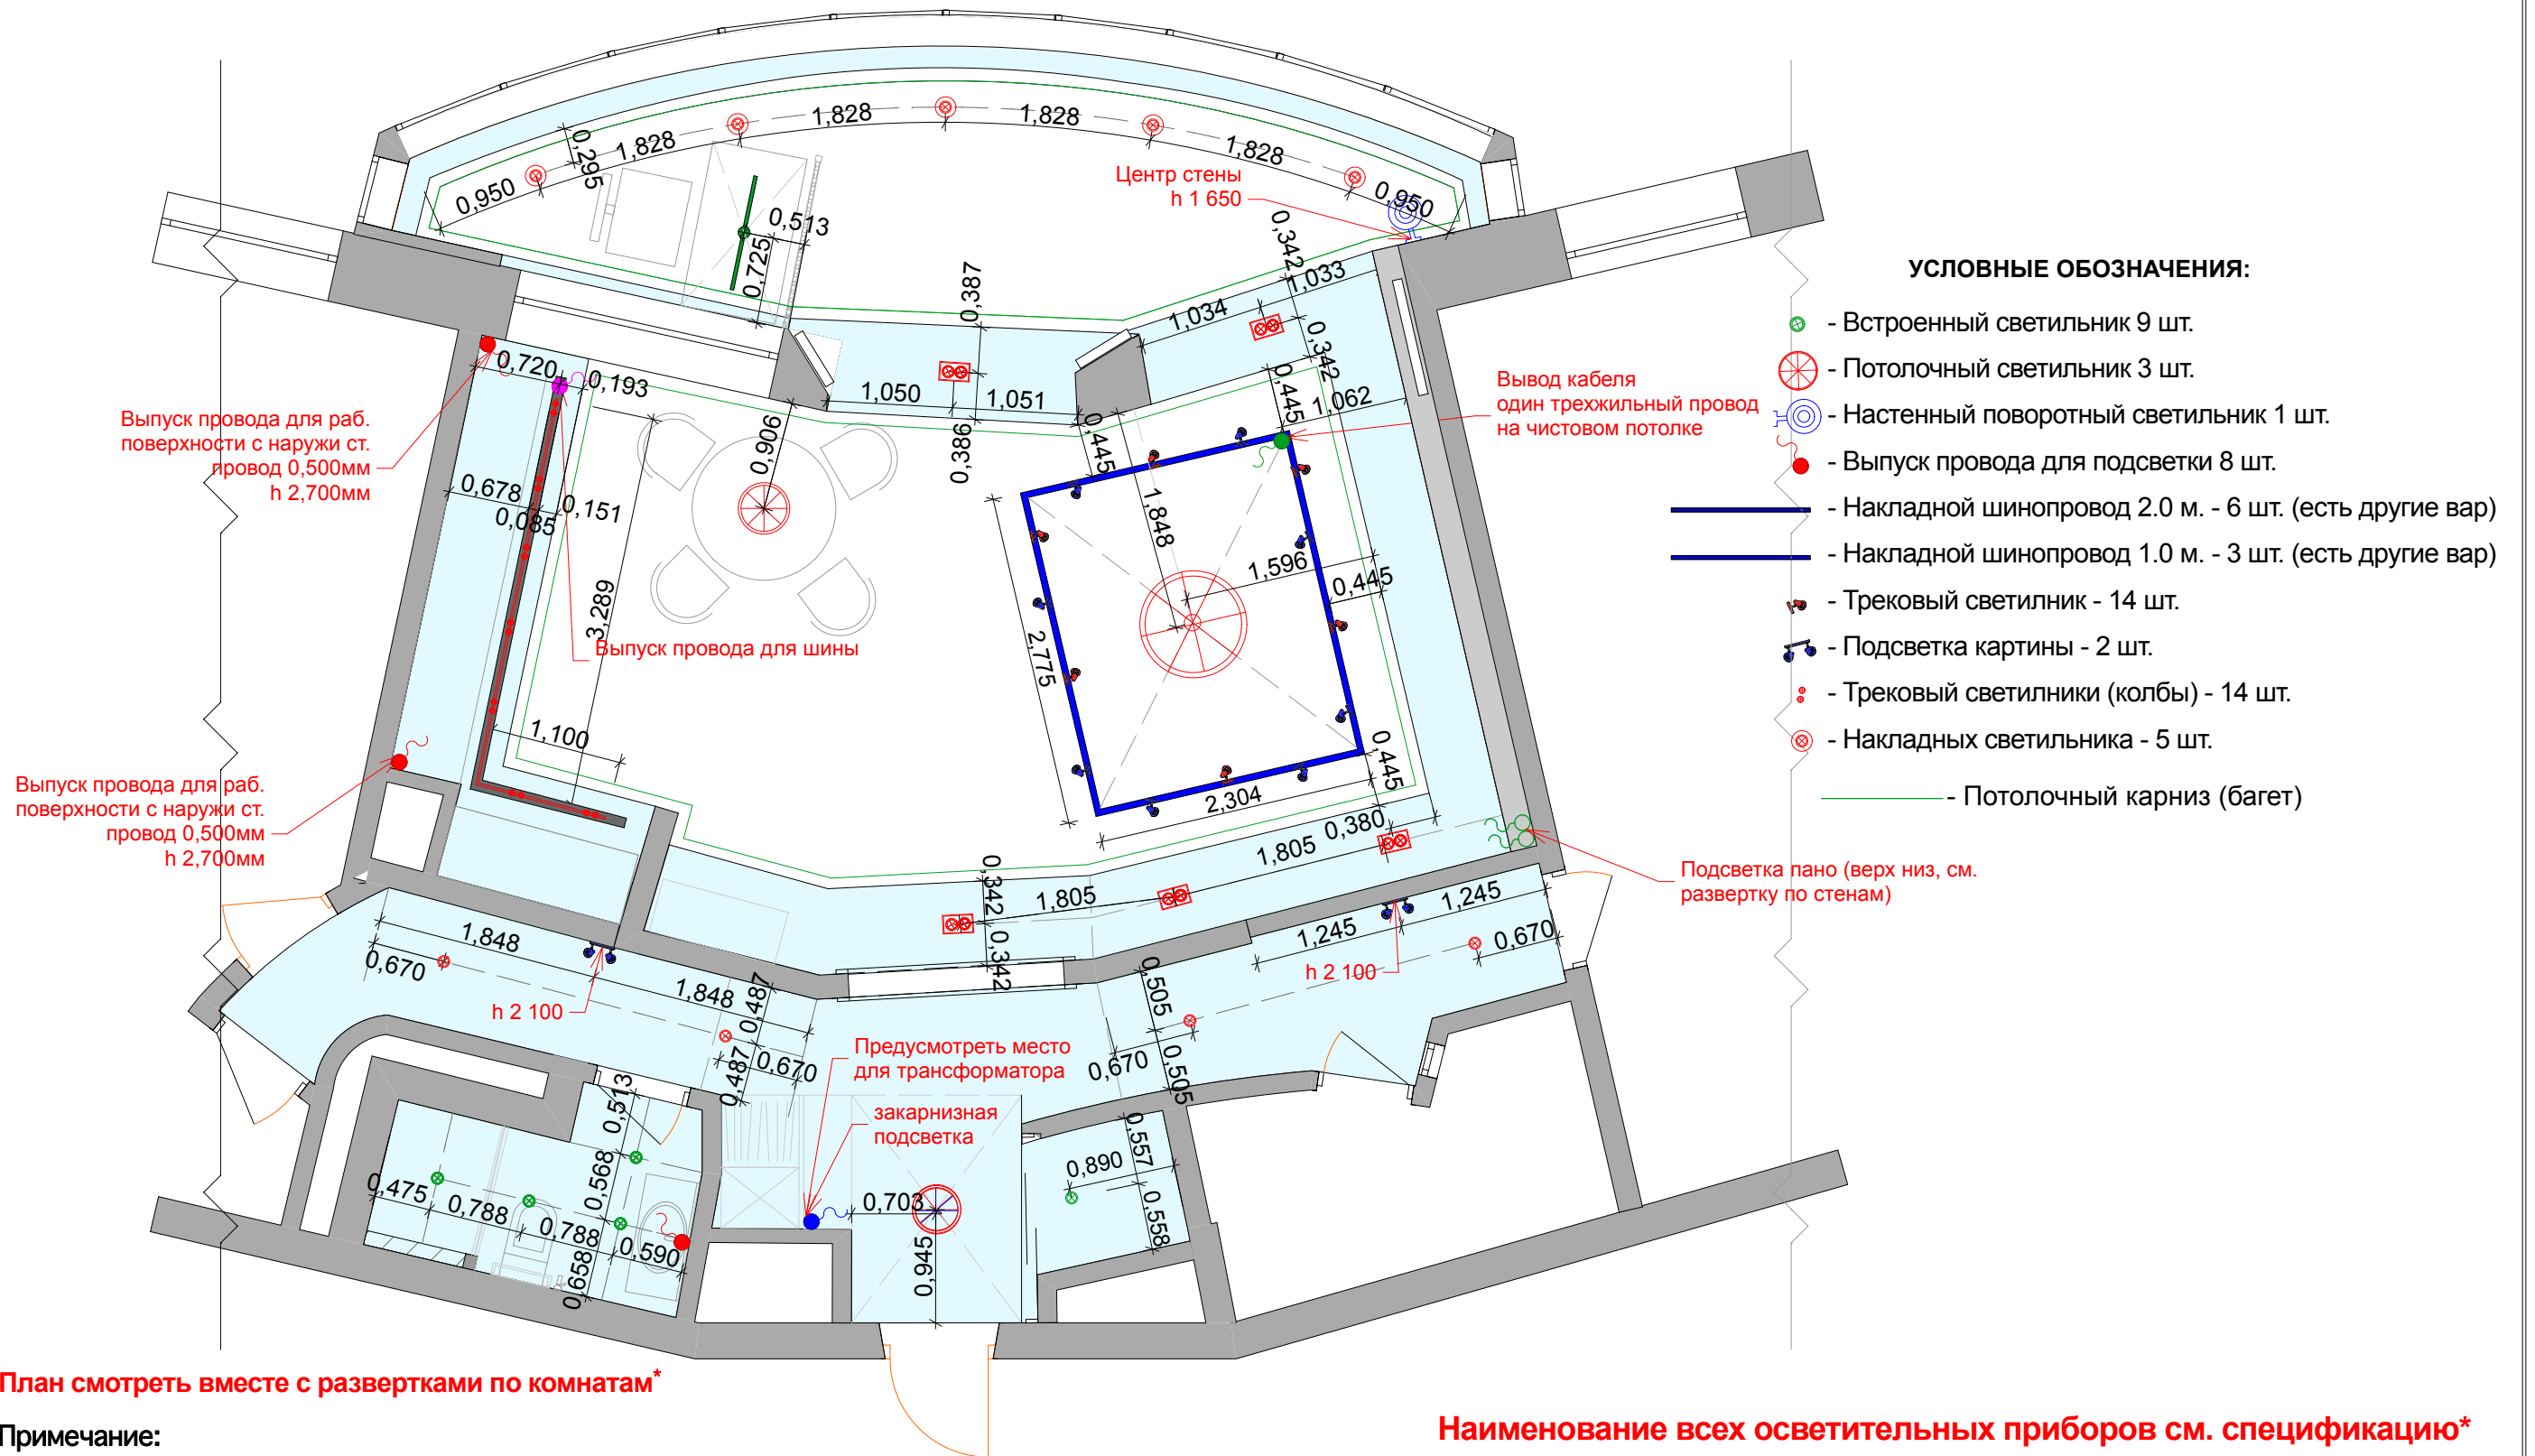 1,828
1,828
1,828
1,828
0,295
0,950
0,950
Центр стены
h 1 650
0,513
0,725
0,342
1,033
0,387
1,034
0,342
УСЛОВНЫЕ ОБОЗНАЧЕНИЯ:
- Встроенный светильник 9 шт.
- Потолочный светильник 3 шт.
- Настенный поворотный светильник 1 шт.
- Выпуск провода для подсветки 8 шт.
- Накладной шинопровод 2.0 м. - 6 шт. (есть другие вар)
- Накладной шинопровод 1.0 м. - 3 шт. (есть другие вар)
- Трековый светилник - 14 шт.
- Подсветка картины - 2 шт.
- Трековый светилники (колбы) - 14 шт.
- Накладных светильника - 5 шт.
- Потолочный карниз (багет)
0,720
0,193
1,050
1,051
0,445
1,062
Вывод кабеля
один трехжильный провод
на чистовом потолке
Выпуск провода для раб.
поверхности с наружи ст.
провод 0,500мм
h 2,700мм
0,906
0,386
0,445
0,678
0,085
0,151
1,848
1,596
0,445
3,289
Выпуск провода для шины
2,775
1,100
0,445
2,304
Выпуск провода для раб.
поверхности с наружи ст.
провод 0,500мм
h 2,700мм
0,380
1,805
1,805
0,342
0,342
Подсветка пано (верх низ, см.
развертку по стенам)
1,245
1,245
0,670
h 2 100
1,848
0,670
1,848
h 2 100
0,487
0,487
0,670
0,505
0,505
0,670
Предусмотреть место
для трансформатора
закарнизная
подсветка
0,513
0,568
0,475
0,788
0,788
0,590
0,658
0,703
0,945
0,890
0,557
0,558
План смотреть вместе с развертками по комнатам*
Примечание:
Наименование всех осветительных приборов см. спецификацию*